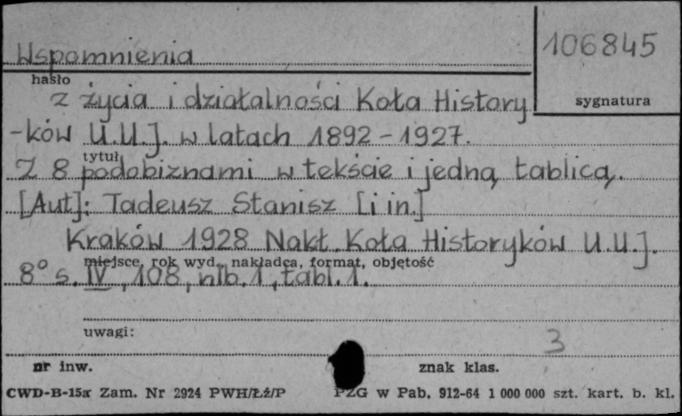 Wspomnienia
106845
hasło
sygnatura
z życia i działalności Koła History
-ków U.U.J. w latach 1892-1927.
tytuł
Z 8 podobiznami w tekście i jedną tablicą.
[Aut]: Tadeusz Stanisz [i in.]
Kraków 1928 Nakł. Koła Historyków U.U.J.
miejsce, rok wyd., nakładca, format, objętość
8° s. IV, 108, nlb. 1, tabl. 1.
uwagi:
3
nr inw.
znak klas.
CWD-B-15a Zam. Nr 2924 PWH/Łż/P PZG w Pab. 912-64 1 000 000 szt. kart. b. kl.